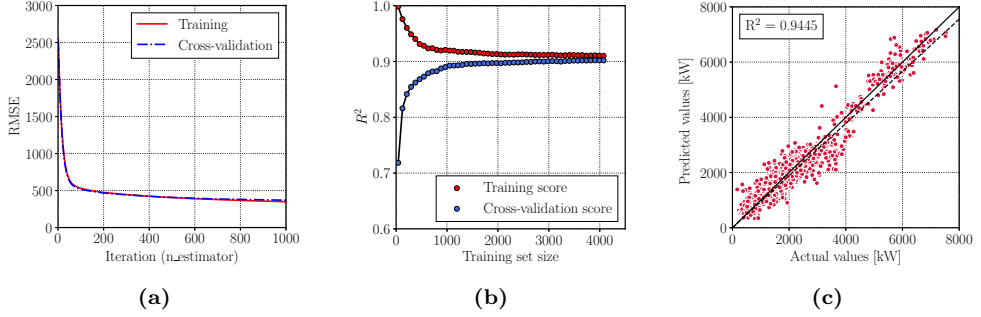 3000
2500
2000
1500
1000
500
0
0 200 400 600 800 1000
RMSE
Iteration (n_estimator)
Training
Cross-validation
(a)
1.0
0.9
0.8
0.7
0.6
0 1000 2000 3000 4000
R²
Training set size
Training score
Cross-validation score
(b)
R² = 0.9445
8000
6000
4000
2000
0
0 2000 4000 6000 8000
Predicted values [kW]
Actual values [kW]
(c)